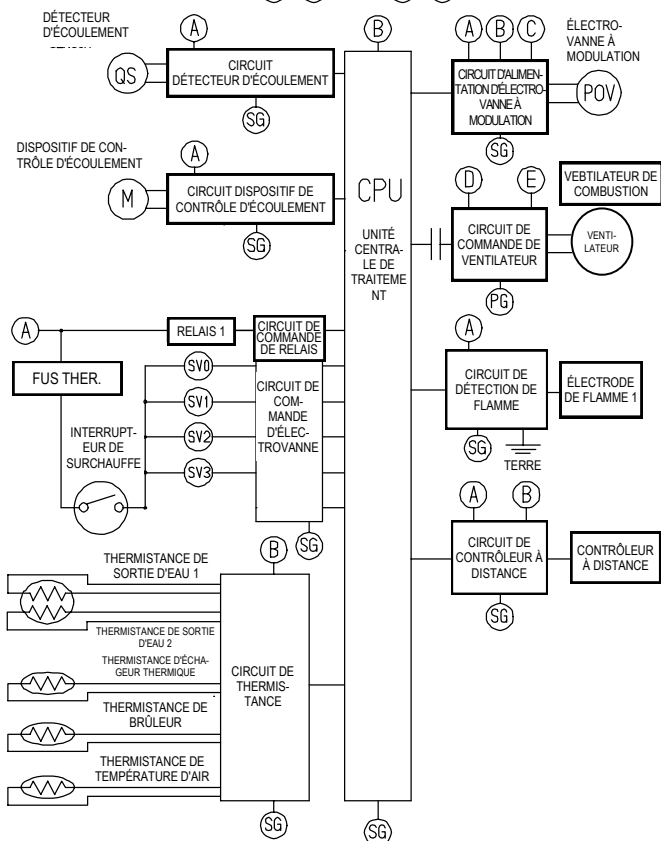 DÉTECTEUR
D'ÉCOULEMENT
QS
A
CIRCUIT
DÉTECTEUR D'ÉCOULEMENT
SG
DISPOSITIF DE CON-
TRÔLE D'ÉCOULEMENT
M
A
CIRCUIT DISPOSITIF DE
CONTRÔLE D'ÉCOULEMENT
SG
A
RELAIS 1
CIRCUIT DE
COMMANDE
DE RELAIS
FUS THER.
INTERRUPT-
EUR DE
SURCHAUFFE
SV0
SV1
SV2
SV3
CIRCUIT DE
COM-
MANDE
D'ÉLEC-
TROVANNE
SG
B
THERMISTANCE DE
SORTIE D'EAU 1
THERMISTANCE DE SORTIE
D'EAU 2
THERMISTANCE D'ÉCHA-
GEUR THERMIQUE
THERMISTANCE DE
BRÛLEUR
THERMISTANCE DE
TEMPÉRATURE D'AIR
CIRCUIT DE
THERMIS-
TANCE
SG
B
CPU
UNITÉ
CENTRA-
LE DE
TRAITEME
NT
SG
A B C
ÉLECTRO-
VANNE À
MODULATION
CIRCUIT D'ALIMEN-
TATION D'ÉLECTRO-
VANNE À
MODULATION
POV
SG
D E
VEBTILATEUR DE
COMBUSTION
CIRCUIT DE
COMMANDE DE
VENTILATEUR
VENTI-
LATEUR
PG
A
CIRCUIT DE
DÉTECTION DE
FLAMME
ÉLECTRODE
DE FLAMME 1
SG
TERRE
A B
CIRCUIT DE
CONTRÔLEUR À
DISTANCE
CONTRÔLEUR
À DISTANCE
SG